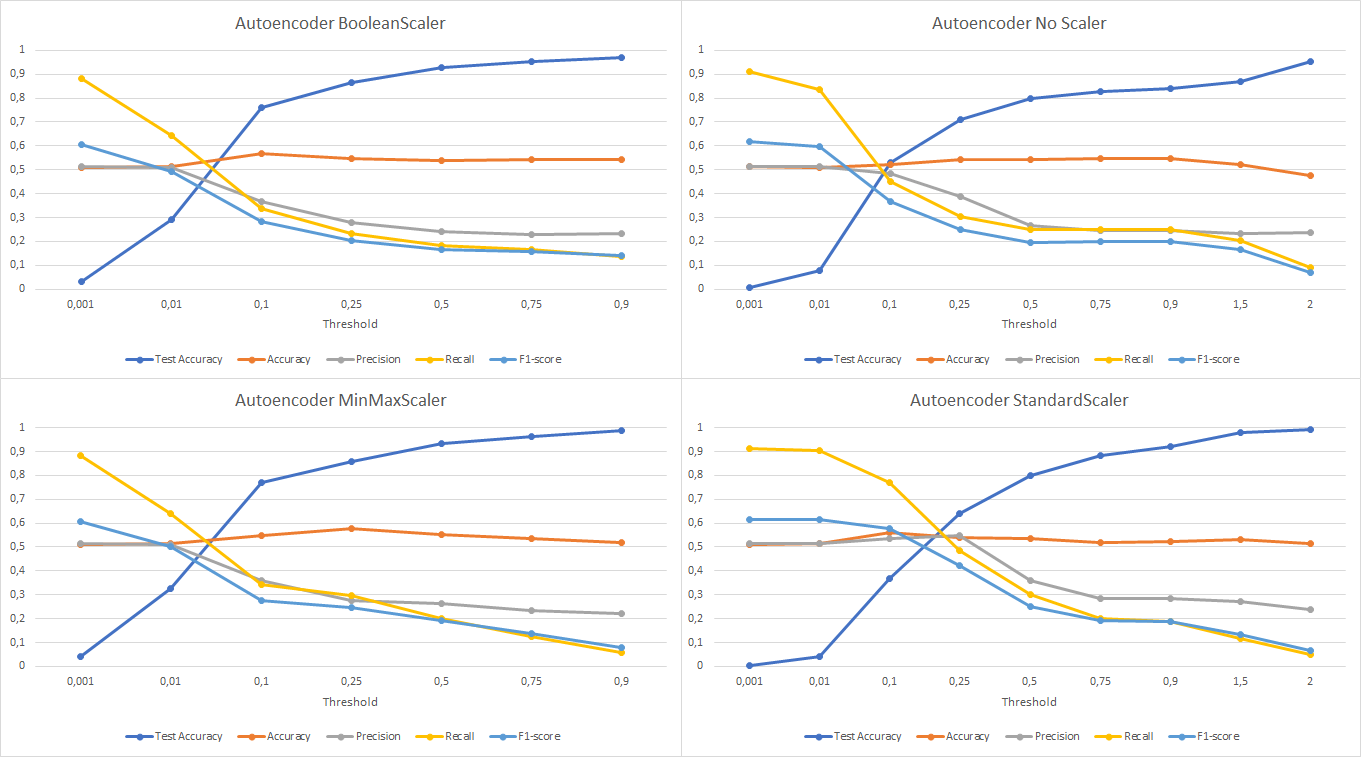 Autoencoder BooleanScaler
1
0,9
0,8
0,7
0,6
0,5
0,4
0,3
0,2
0,1
0
0,001 0,01 0,1 0,25 0,5 0,75 0,9
Threshold
Test Accuracy Accuracy Precision Recall F1-score
Autoencoder No Scaler
1
0,9
0,8
0,7
0,6
0,5
0,4
0,3
0,2
0,1
0
0,001 0,01 0,1 0,25 0,5 0,75 0,9 1,5 2
Threshold
Test Accuracy Accuracy Precision Recall F1-score
Autoencoder MinMaxScaler
1
0,9
0,8
0,7
0,6
0,5
0,4
0,3
0,2
0,1
0
0,001 0,01 0,1 0,25 0,5 0,75 0,9
Threshold
Test Accuracy Accuracy Precision Recall F1-score
Autoencoder StandardScaler
1
0,9
0,8
0,7
0,6
0,5
0,4
0,3
0,2
0,1
0
0,001 0,01 0,1 0,25 0,5 0,75 0,9 1,5 2
Threshold
Test Accuracy Accuracy Precision Recall F1-score